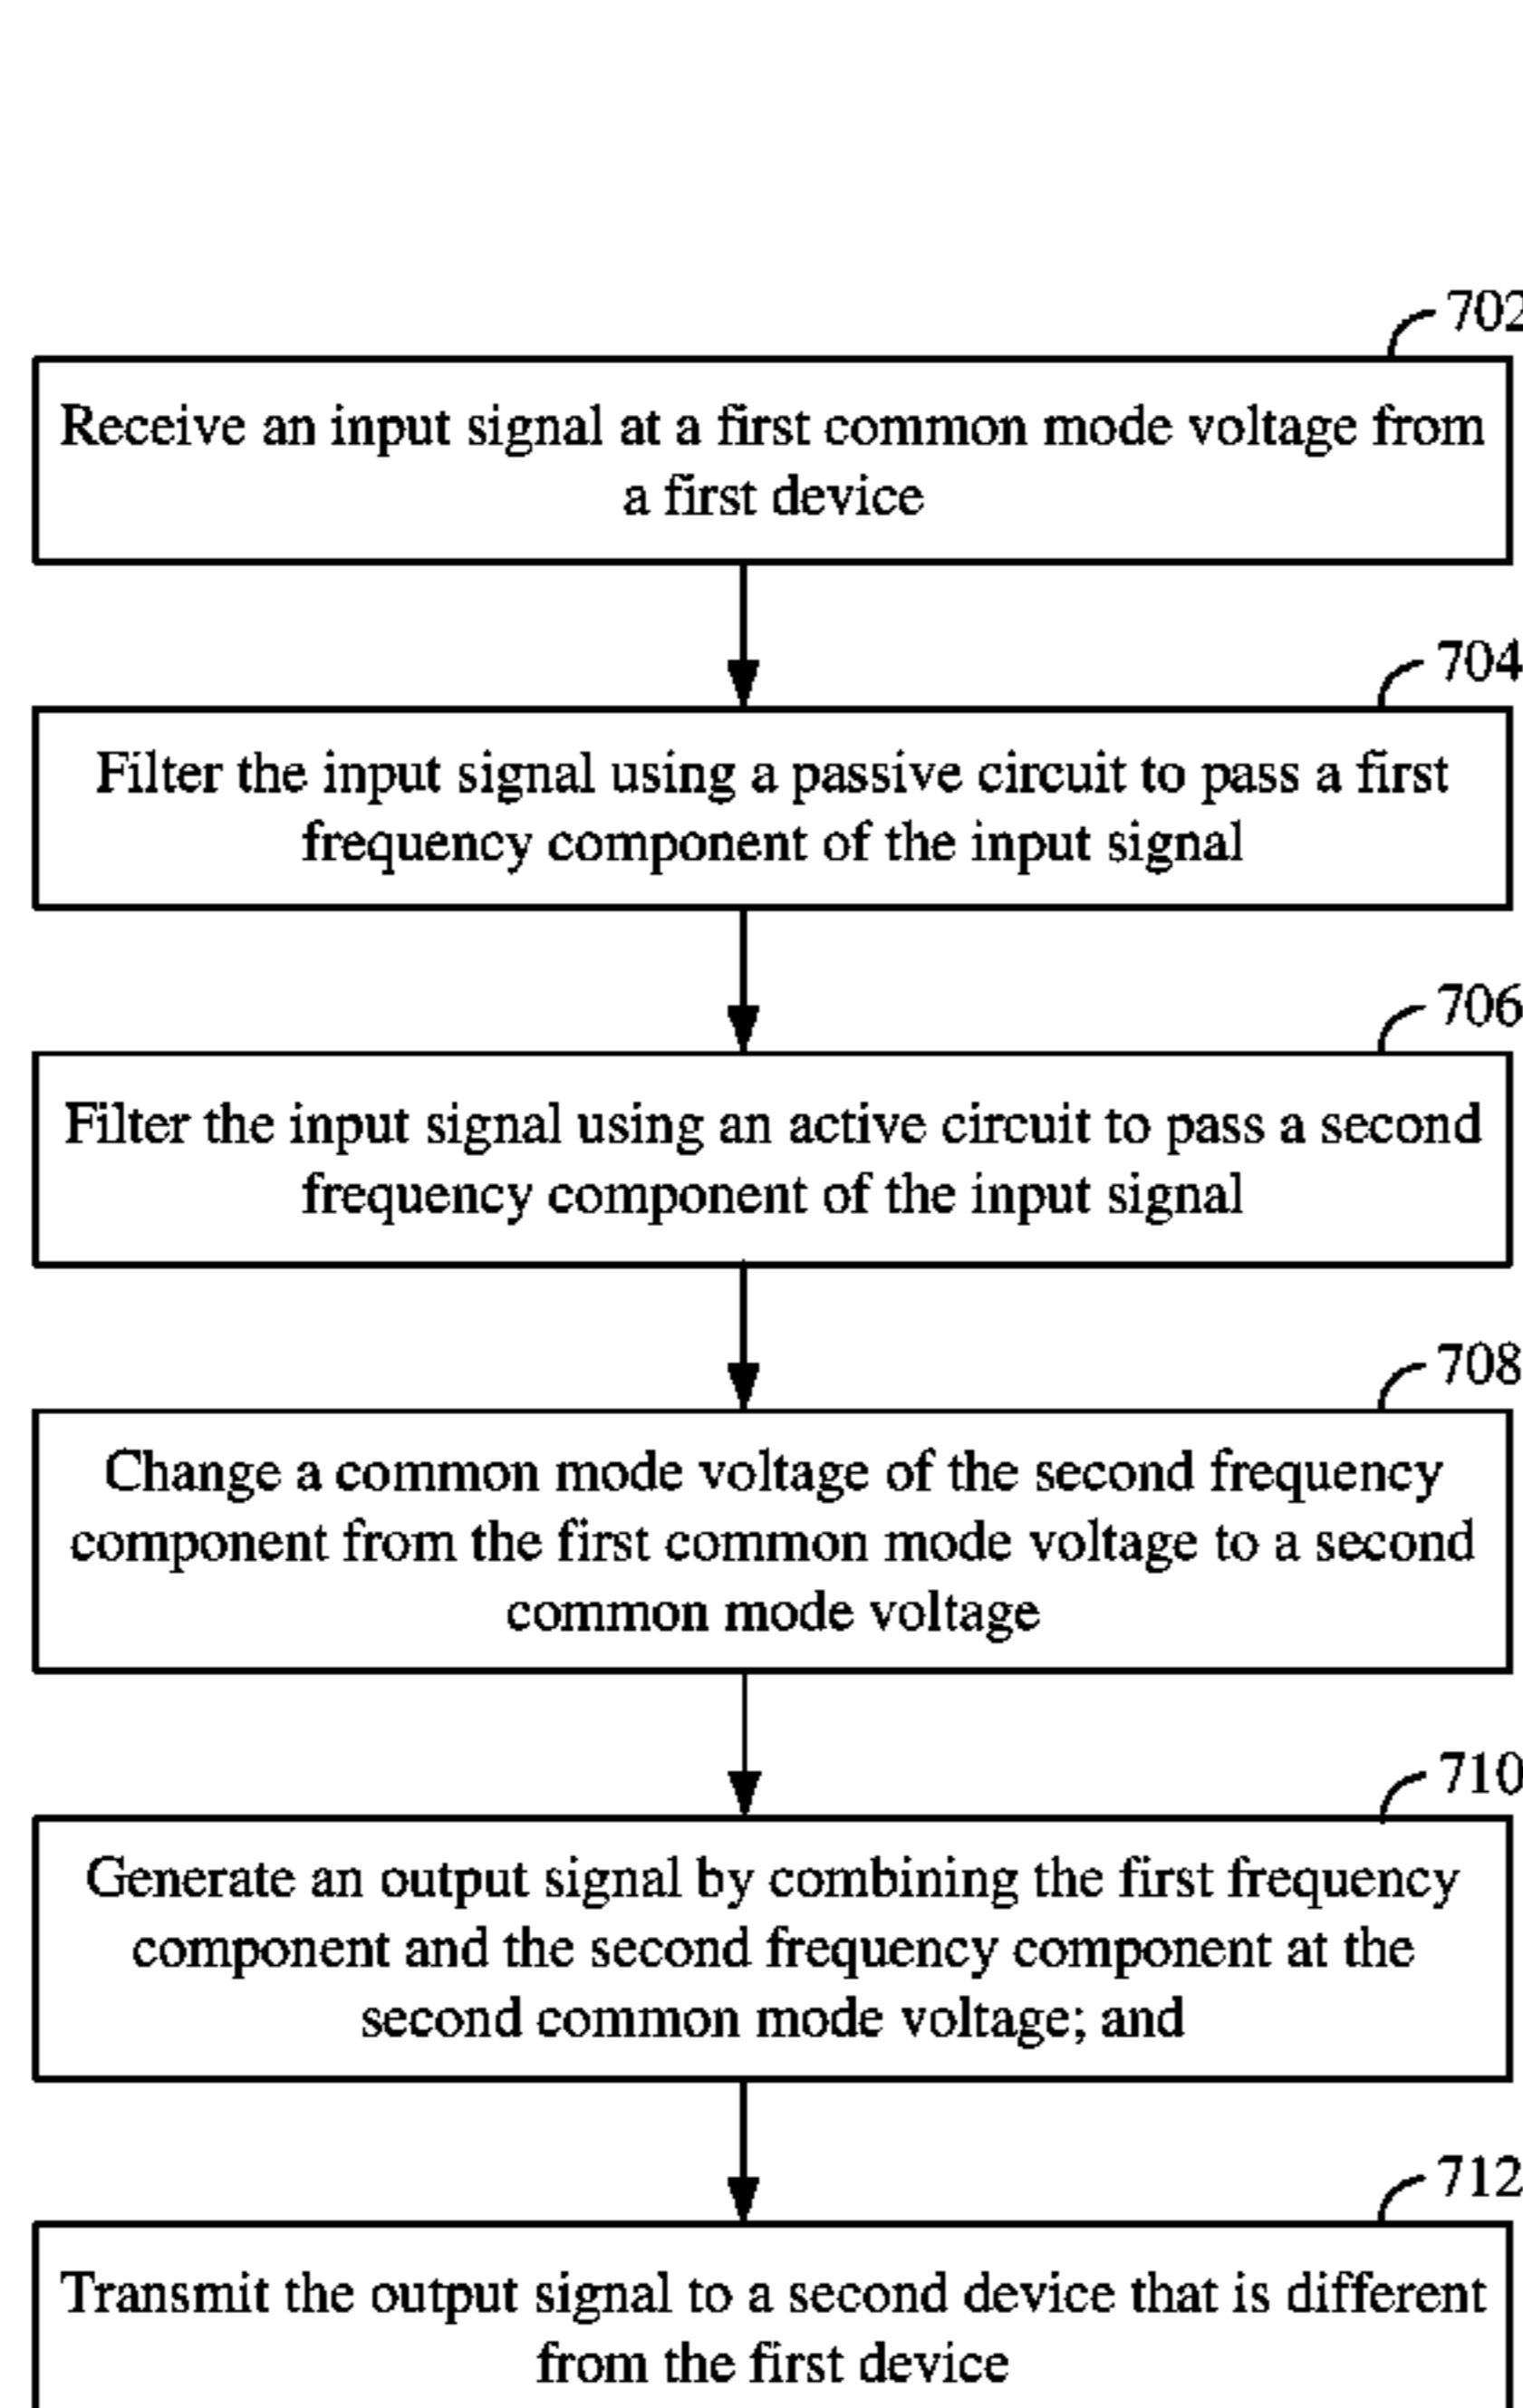 702
Receive an input signal at a first common mode voltage from
a first device
704
Filter the input signal using a passive circuit to pass a first
frequency component of the input signal
706
Filter the input signal using an active circuit to pass a second
frequency component of the input signal
708
Change a common mode voltage of the second frequency
component from the first common mode voltage to a second
common mode voltage
710
Generate an output signal by combining the first frequency
component and the second frequency component at the
second common mode voltage; and
712
Transmit the output signal to a second device that is different
from the first device